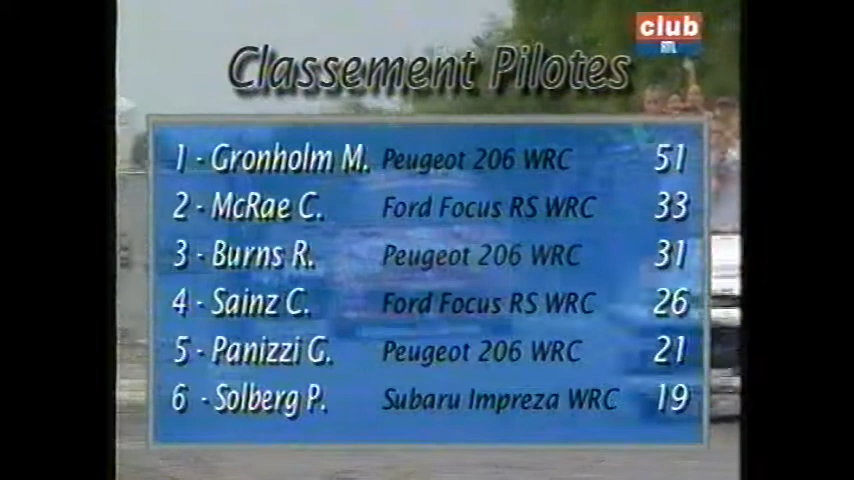 club
RTL
Classement Pilotes
1 - Gronholm M. Peugeot 206 WRC 51
2 - McRae C. Ford Focus RS WRC 33
3 - Burns R. Peugeot 206 WRC 31
4 - Sainz C. Ford Focus RS WRC 26
5 - Panizzi G. Peugeot 206 WRC 21
6 - Solberg P. Subaru Impreza WRC 19